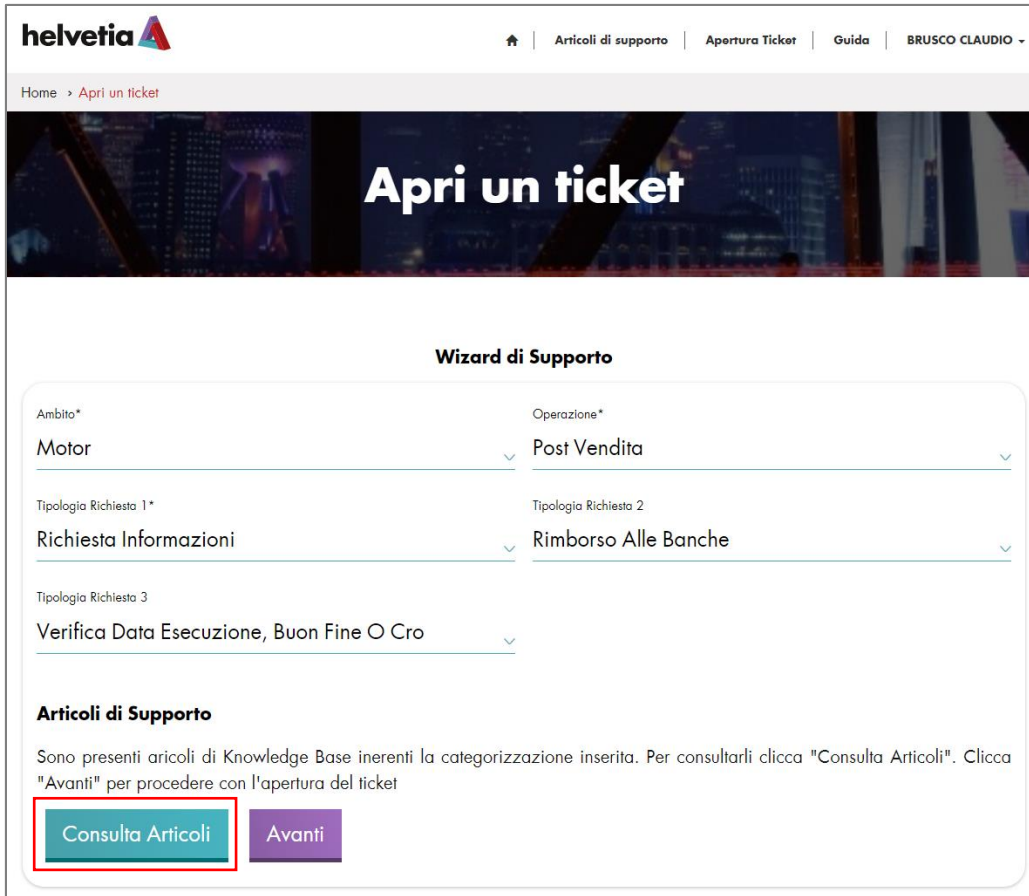 helvetia
Articoli di supporto | Apertura Ticket | Guida | BRUSCO CLAUDIO
Home › Apri un ticket
Apri un ticket
Wizard di Supporto
Ambito* Operazione*
Motor Post Vendita
Tipologia Richiesta 1* Tipologia Richiesta 2
Richiesta Informazioni Rimborso Alle Banche
Tipologia Richiesta 3
Verifica Data Esecuzione, Buon Fine O Cro
Articoli di Supporto
Sono presenti aricoli di Knowledge Base inerenti la categorizzazione inserita. Per consultarli clicca "Consulta Articoli". Clicca
"Avanti" per procedere con l'apertura del ticket
Consulta Articoli Avanti